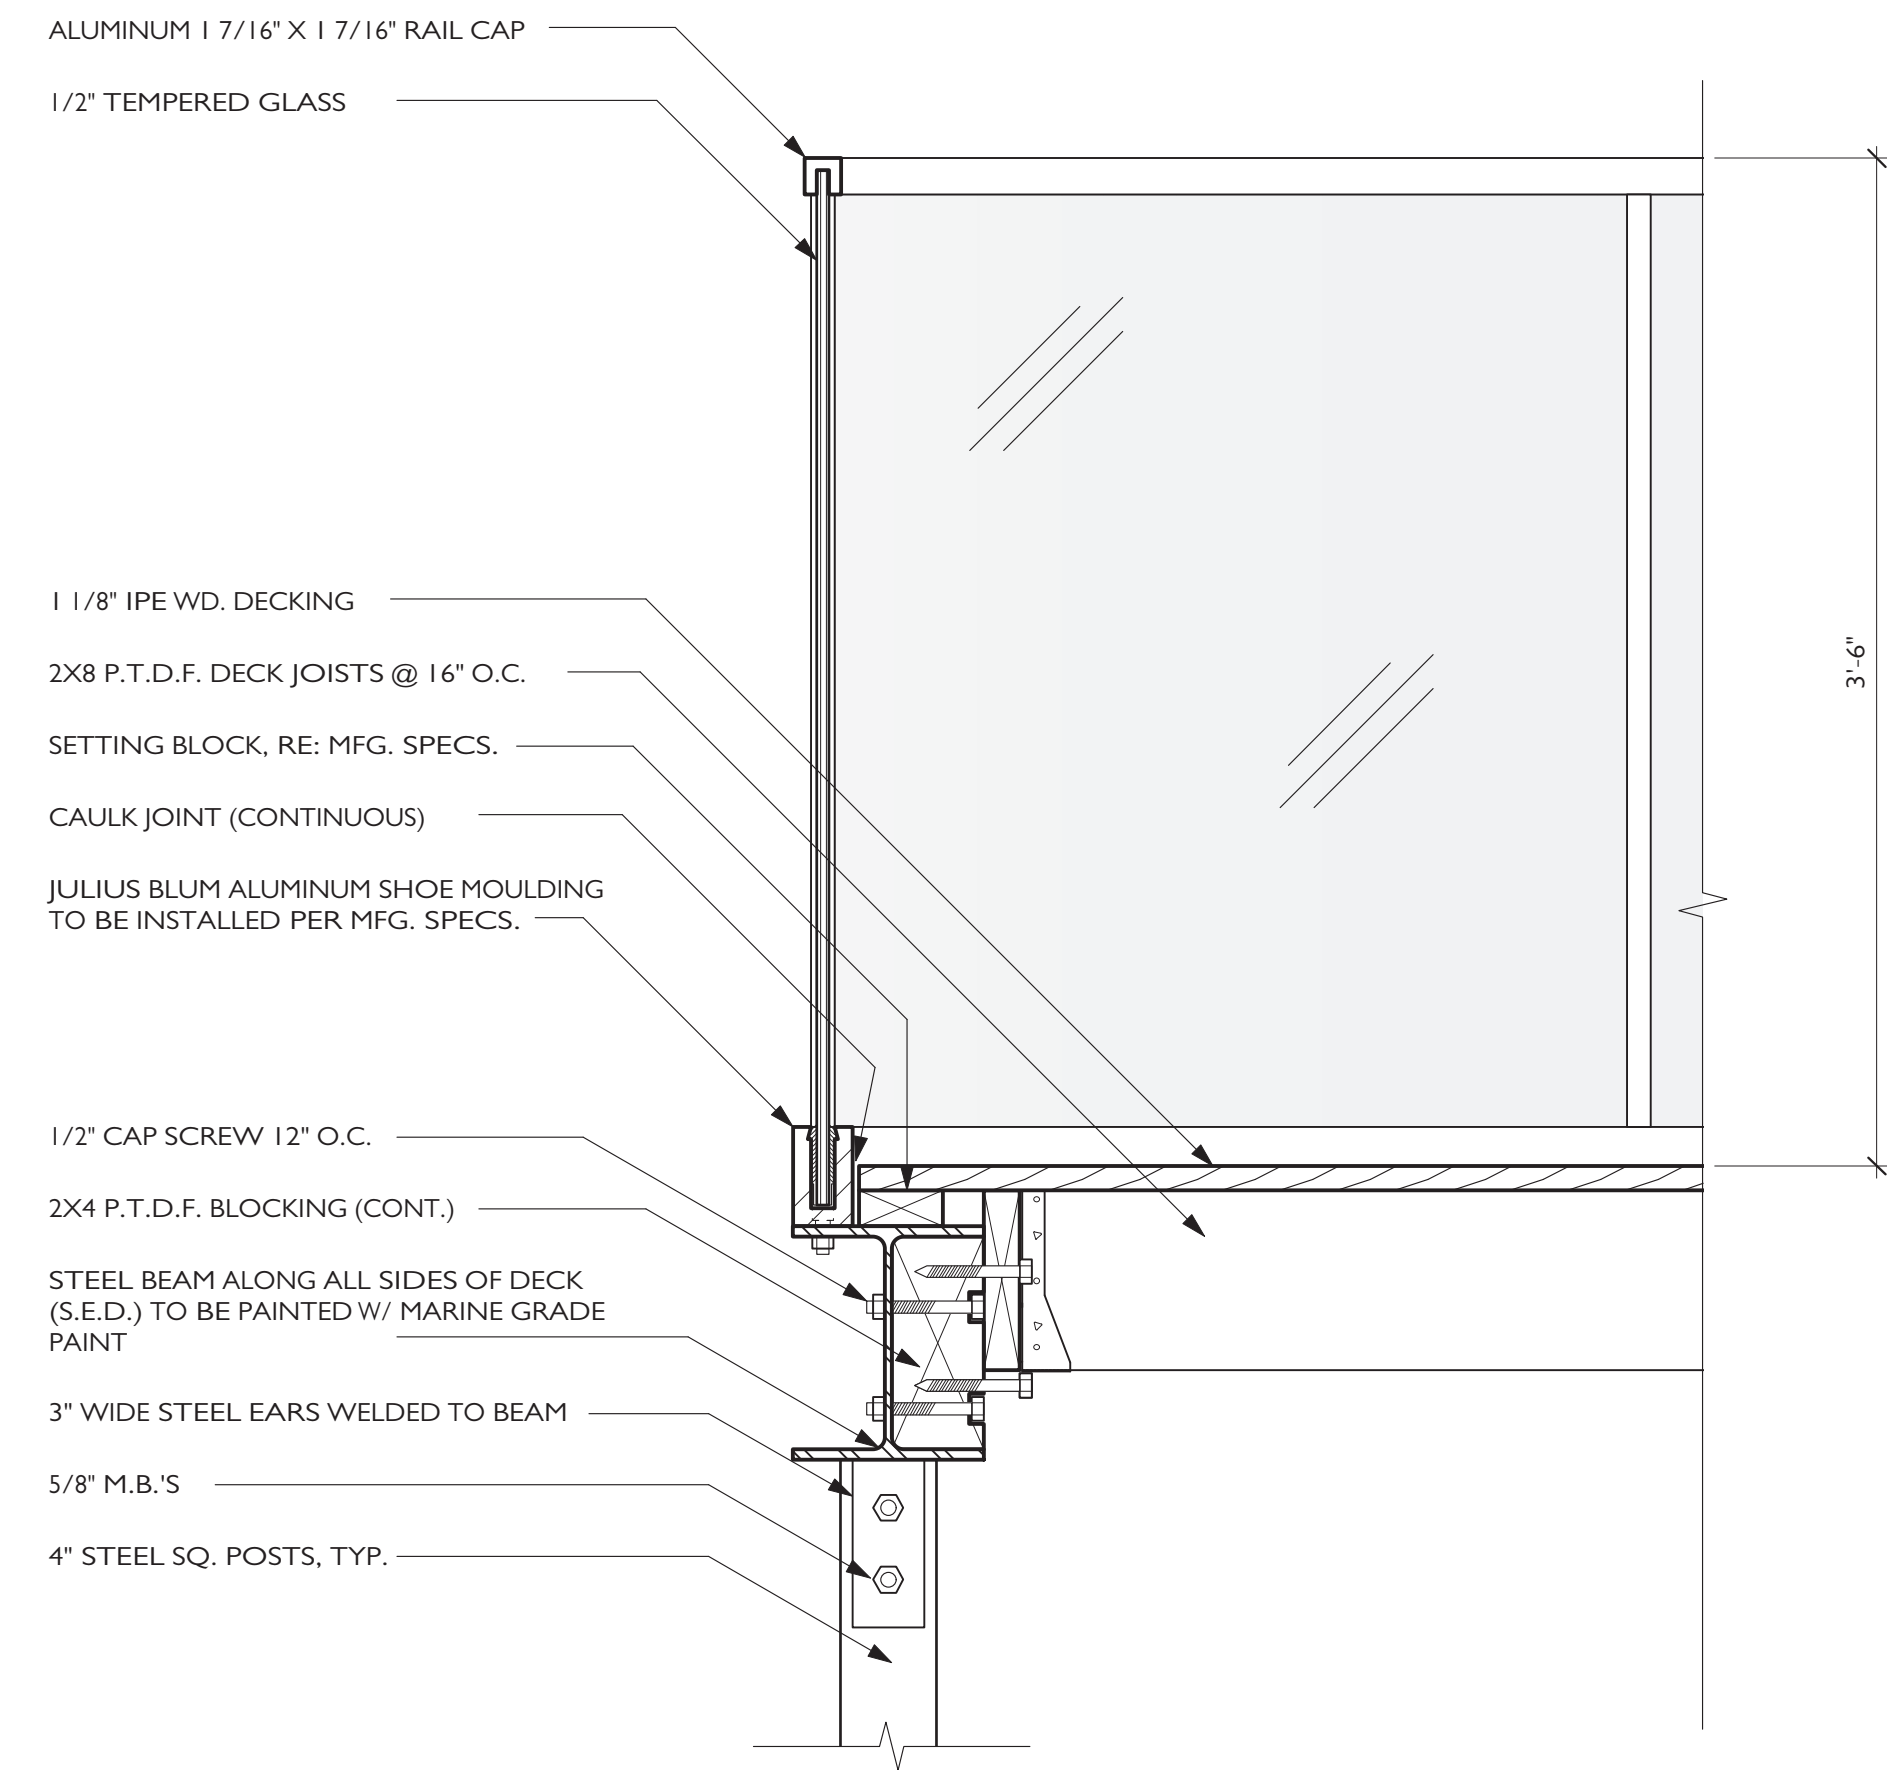 ALUMINUM 1 7/16" X 1 7/16" RAIL CAP
1/2" TEMPERED GLASS
1 1/8" IPE WD. DECKING
2X8 P.T.D.F. DECK JOISTS @ 16" O.C.
3'-6"
SETTING BLOCK, RE: MFG. SPECS.
CAULK JOINT (CONTINUOUS)
JULIUS BLUM ALUMINUM SHOE MOULDING
TO BE INSTALLED PER MFG. SPECS.
1/2" CAP SCREW 12" O.C.
2X4 P.T.D.F. BLOCKING (CONT.)
STEEL BEAM ALONG ALL SIDES OF DECK
(S.E.D.) TO BE PAINTED W/ MARINE GRADE
PAINT
3" WIDE STEEL EARS WELDED TO BEAM
5/8" M.B.'S
4" STEEL SQ. POSTS, TYP.